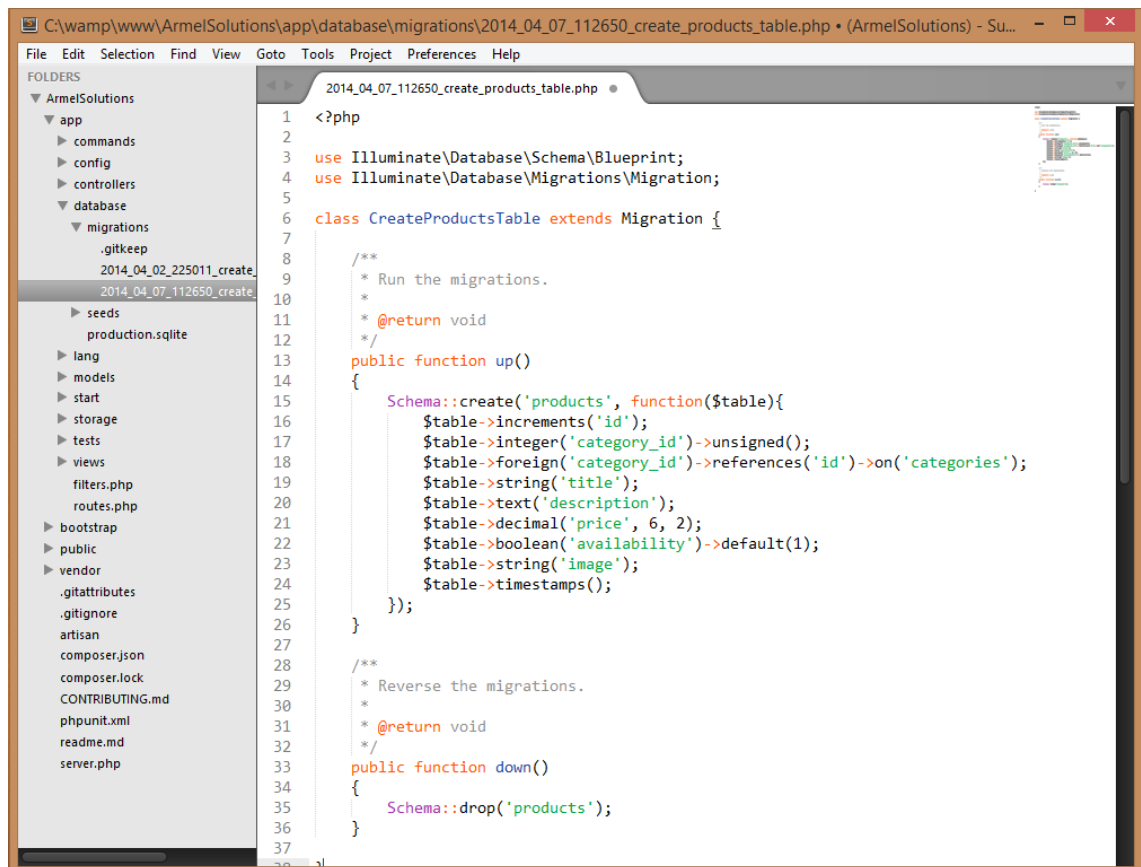 C:\wamp\www\ArmelSolutions\app\database\migrations\2014_04_07_112650_create_products_table.php • (ArmelSolutions) - Su...
File Edit Selection Find View Goto Tools Project Preferences Help
FOLDERS
ArmelSolutions
app
commands
config
controllers
database
migrations
.gitkeep
2014_04_02_225011_create_
2014_04_07_112650_create_
seeds
production.sqlite
lang
models
start
storage
tests
views
filters.php
routes.php
bootstrap
public
vendor
.gitattributes
.gitignore
artisan
composer.json
composer.lock
CONTRIBUTING.md
phpunit.xml
readme.md
server.php
2014_04_07_112650_create_products_table.php
1 <?php
2
3 use Illuminate\Database\Schema\Blueprint;
4 use Illuminate\Database\Migrations\Migration;
5
6 class CreateProductsTable extends Migration {
7
8 /**
9 * Run the migrations.
10 *
11 * @return void
12 */
13 public function up()
14 {
15 Schema::create('products', function($table){
16 $table->increments('id');
17 $table->integer('category_id')->unsigned();
18 $table->foreign('category_id')->references('id')->on('categories');
19 $table->string('title');
20 $table->text('description');
21 $table->decimal('price', 6, 2);
22 $table->boolean('availability')->default(1);
23 $table->string('image');
24 $table->timestamps();
25 });
26 }
27
28 /**
29 * Reverse the migrations.
30 *
31 * @return void
32 */
33 public function down()
34 {
35 Schema::drop('products');
36 }
37
38 }